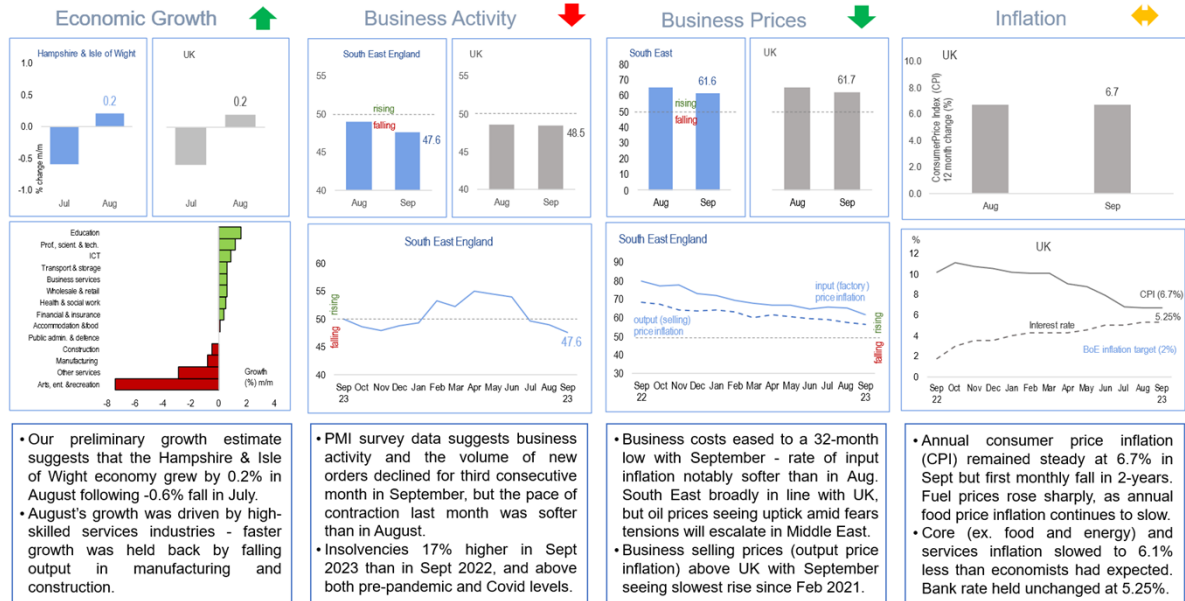 Economic Growth
Business Activity
Business Prices
Inflation
Hampshire & Isle of Wight
1.0
0.5
0.0
-0.5
-1.0
% change m/m
0.2
Jul
Aug
UK
0.2
Jul
Aug
South East England
55
50
45
40
rising
falling
47.6
Aug
Sep
UK
55
50
45
40
48.5
Aug
Sep
South East
80
70
60
50
40
30
20
10
0
61.6
rising
falling
Aug
Sep
UK
61.7
Aug
Sep
UK
ConsumerPrice Index (CPI)
12 month change (%)
10.0
8.0
6.0
4.0
2.0
0.0
6.7
Aug
Sep
Education
Prof., scient. & tech.
ICT
Transport & storage
Business services
Wholesale & retail
Health & social work
Financial & insurance
Accommodation &food
Public admin. & defence
Construction
Manufacturing
Other services
Arts, ent. &recreation
Growth
(%) m/m
-8 -6 -4 -2 0 2 4
South East England
60
55
50
45
40
rising
falling
47.6
Sep Oct Nov Dec Jan Feb Mar Apr May Jun Jul Aug Sep
23 23
South East England
90
80
70
60
50
40
30
input (factory)
price inflation
output (selling)
price inflation
rising
falling
Sep Oct Nov Dec Jan Feb Mar Apr May Jun Jul Aug Sep
22 23
UK
%
12
10
8
6
4
2
0
CPI (6.7%)
5.25%
Interest rate
BoE inflation target (2%)
Sep Oct Nov Dec Jan Feb Mar Apr May Jun Jul Aug Sep
22 23
• Our preliminary growth estimate
suggests that the Hampshire & Isle
of Wight economy grew by 0.2% in
August following -0.6% fall in July.
• August's growth was driven by high-
skilled services industries - faster
growth was held back by falling
output in manufacturing and
construction.
• PMI survey data suggests business
activity and the volume of new
orders declined for third consecutive
month in September, but the pace of
contraction last month was softer
than in August.
• Insolvencies 17% higher in Sept
2023 than in Sept 2022, and above
both pre-pandemic and Covid levels.
• Business costs eased to a 32-month
low with September - rate of input
inflation notably softer than in Aug.
South East broadly in line with UK,
but oil prices seeing uptick amid fears
tensions will escalate in Middle East.
• Business selling prices (output price
inflation) above UK with September
seeing slowest rise since Feb 2021.
• Annual consumer price inflation
(CPI) remained steady at 6.7% in
Sept but first monthly fall in 2-years.
Fuel prices rose sharply, as annual
food price inflation continues to slow.
• Core (ex. food and energy) and
services inflation slowed to 6.1%
less than economists had expected.
Bank rate held unchanged at 5.25%.